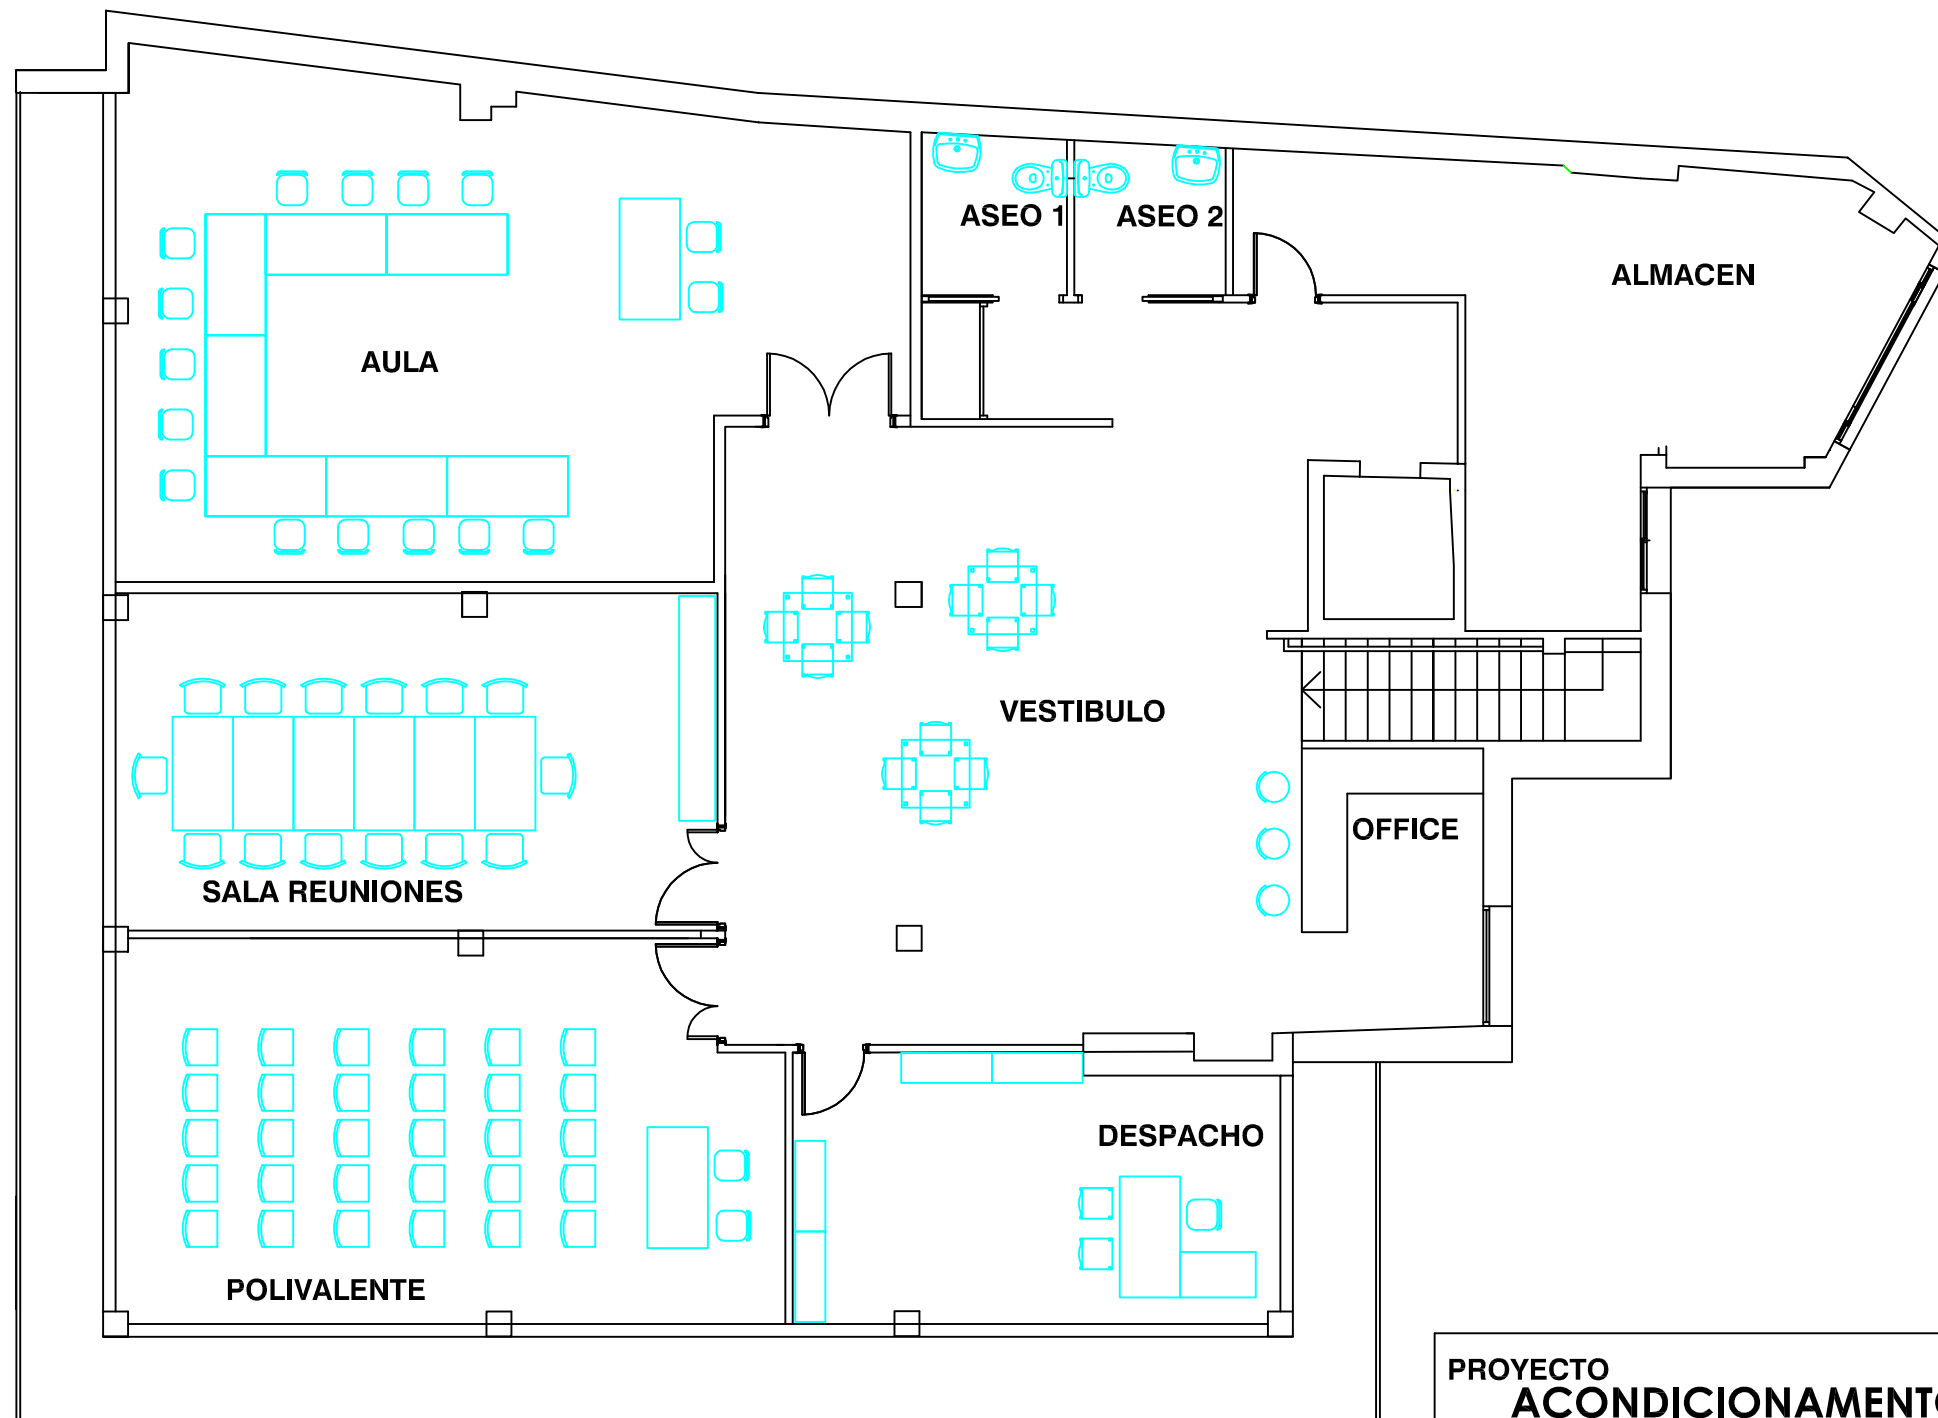 ASEO 1
ASEO 2
ALMACEN
AULA
VESTIBULO
OFFICE
SALA REUNIONES
DESPACHO
POLIVALENTE
PROYECTO